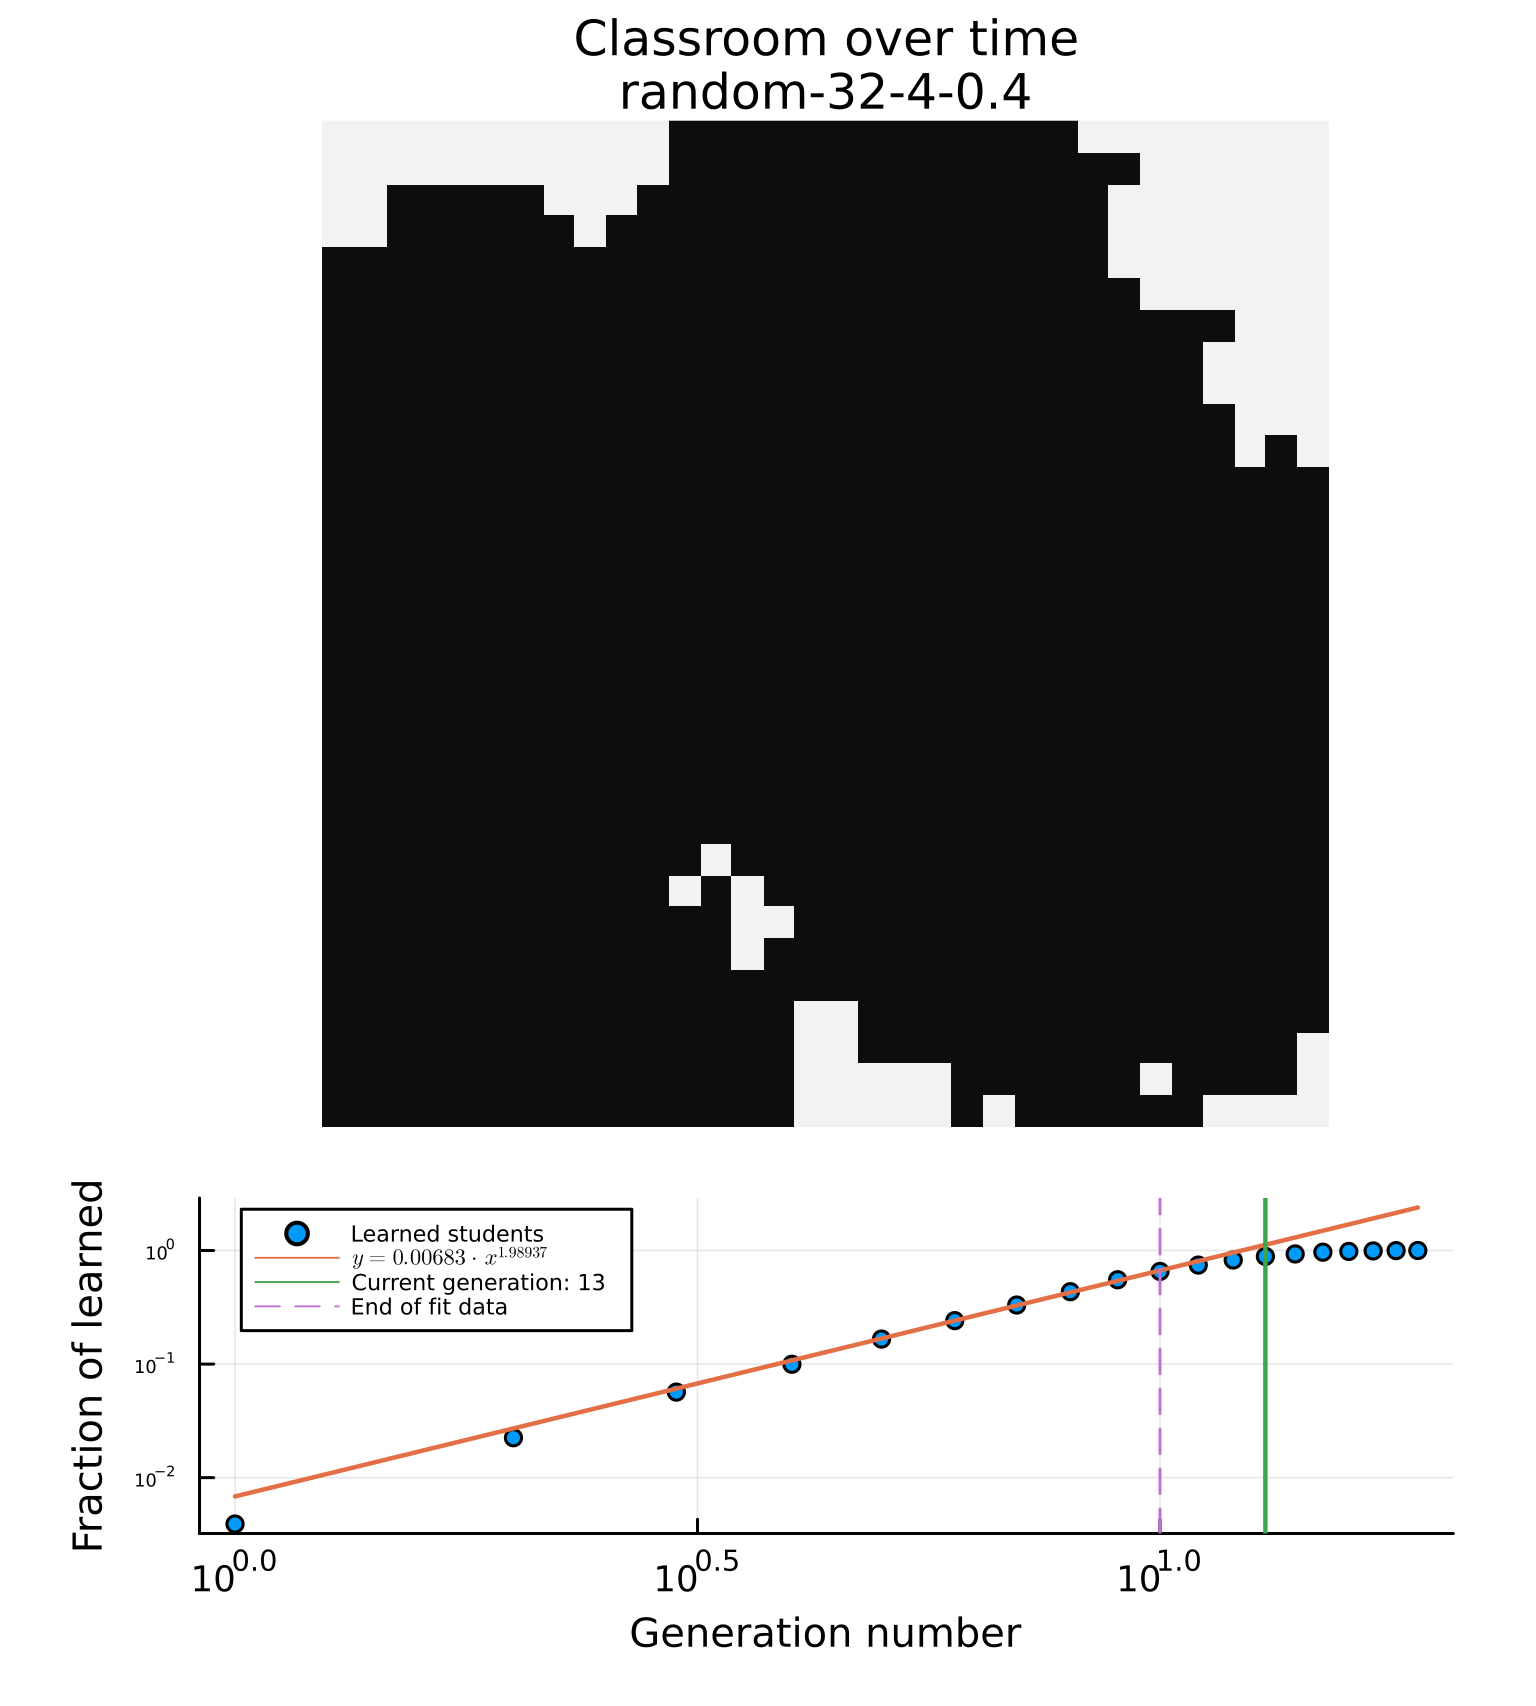 Classroom over time
random-32-4-0.4
Fraction of learned
Learned students
y = 0.00683 · x^1.98937
Current generation: 13
End of fit data
10^0
10^−1
10^−2
10^0.0
10^0.5
10^1.0
Generation number